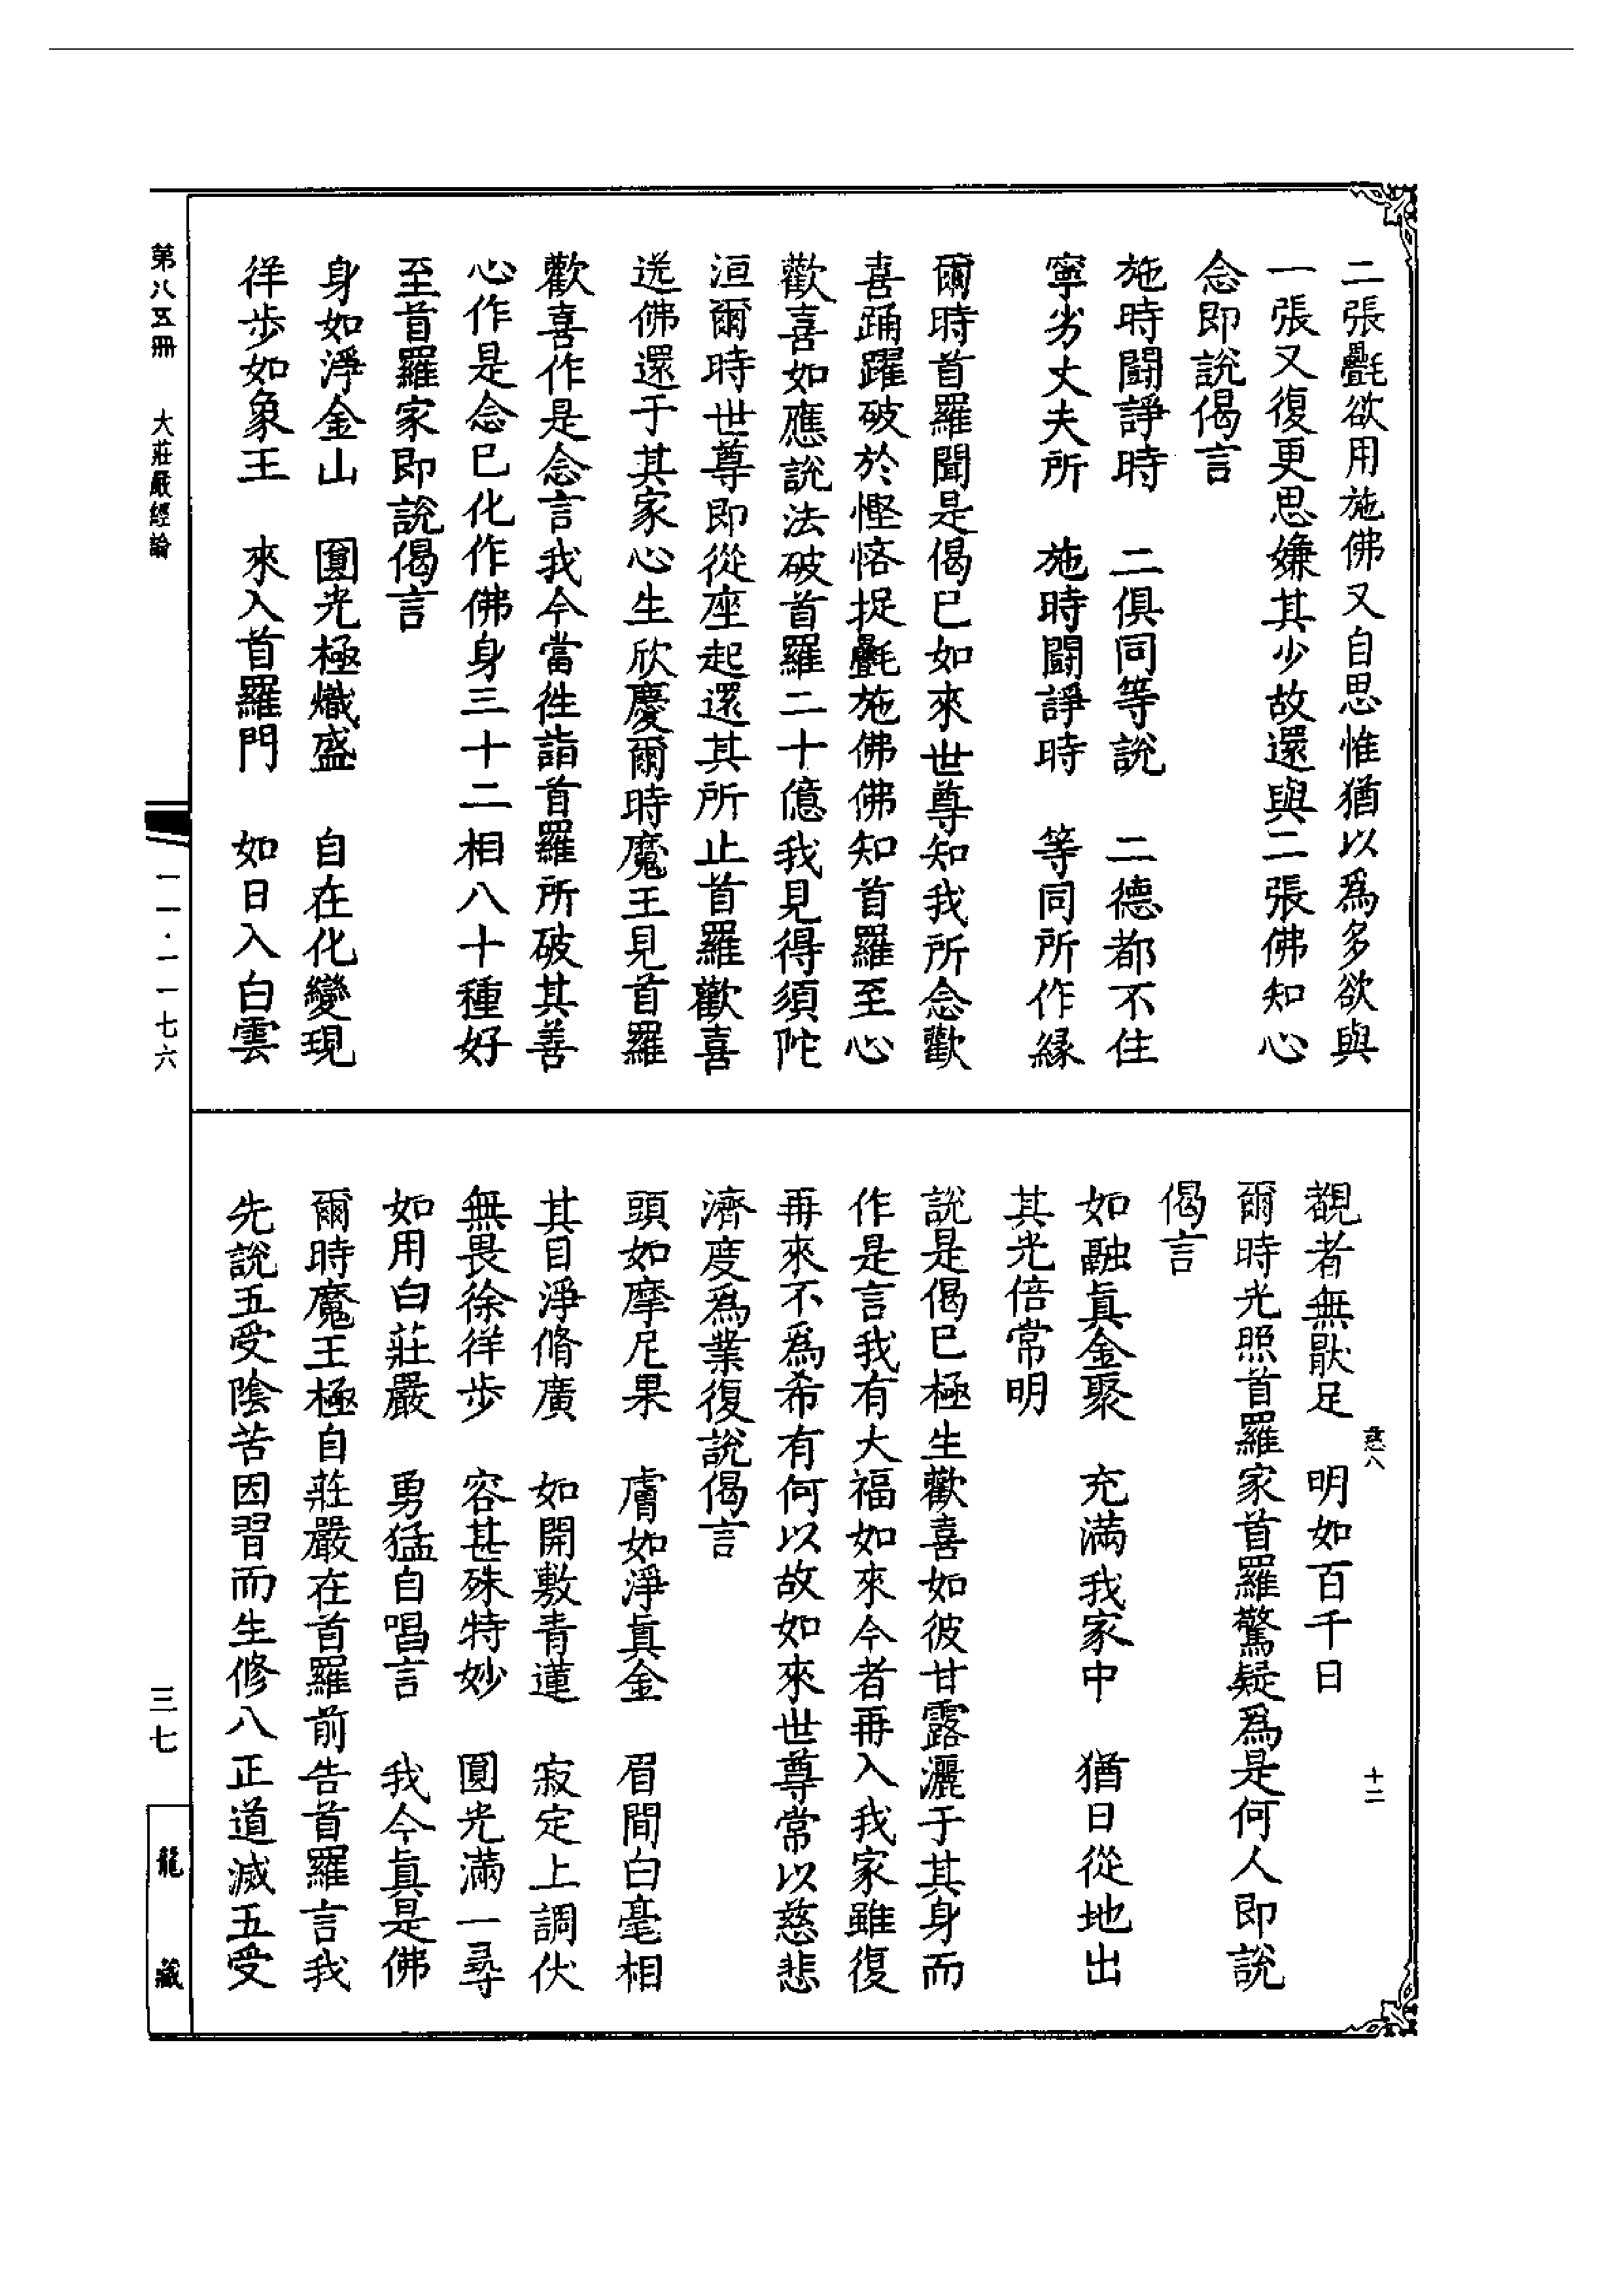 二張㲲欲用施佛又自思惟猶以爲多欲與
一張又復更思嫌其少故還與二張佛知心
念即說偈言
施時鬪諍時　二俱同等說　二德都不住
寧劣丈夫所　施時鬪諍時　等同所作緣
爾時首羅聞是偈已如來世尊知我所念歡
喜踊躍破於慳悋捉㲲施佛佛知首羅至心
歡喜如應說法破首羅二十億我見得須陀
洹爾時世尊即從座起還其所止首羅歡喜
送佛還于其家心生欣慶爾時魔王見首羅
歡喜作是念言我今當徃詣首羅所破其善
心作是念已化作佛身三十二相八十種好
至首羅家即說偈言
身如淨金山　圓光極熾盛　自在化變現
徉步如象王　來入首羅門　如日入白雲
觀者無猒足　明如百千日
爾時光照首羅家首羅驚疑爲是何人即說
偈言
如融眞金聚　充滿我家中　猶日從地出
其光倍常明
說是偈已極生歡喜如彼甘露灑于其身而
作是言我有大福如來今者再入我家雖復
再來不爲希有何以故如來世尊常以慈悲
濟度爲業復說偈言
頭如摩尼果　膚如淨眞金　眉間白毫相
其目淨脩廣　如開敷青蓮　寂定上調伏
無畏徐徉步　容甚殊特妙　圓光滿一尋
如用白莊嚴　勇猛自唱言　我今眞是佛
爾時魔王極自莊嚴在首羅前告首羅言我
先說五受陰苦因習而生修八正道滅五受
悲八
十二
第八五冊　大莊嚴經論
一一·一一七六
三七
龍藏